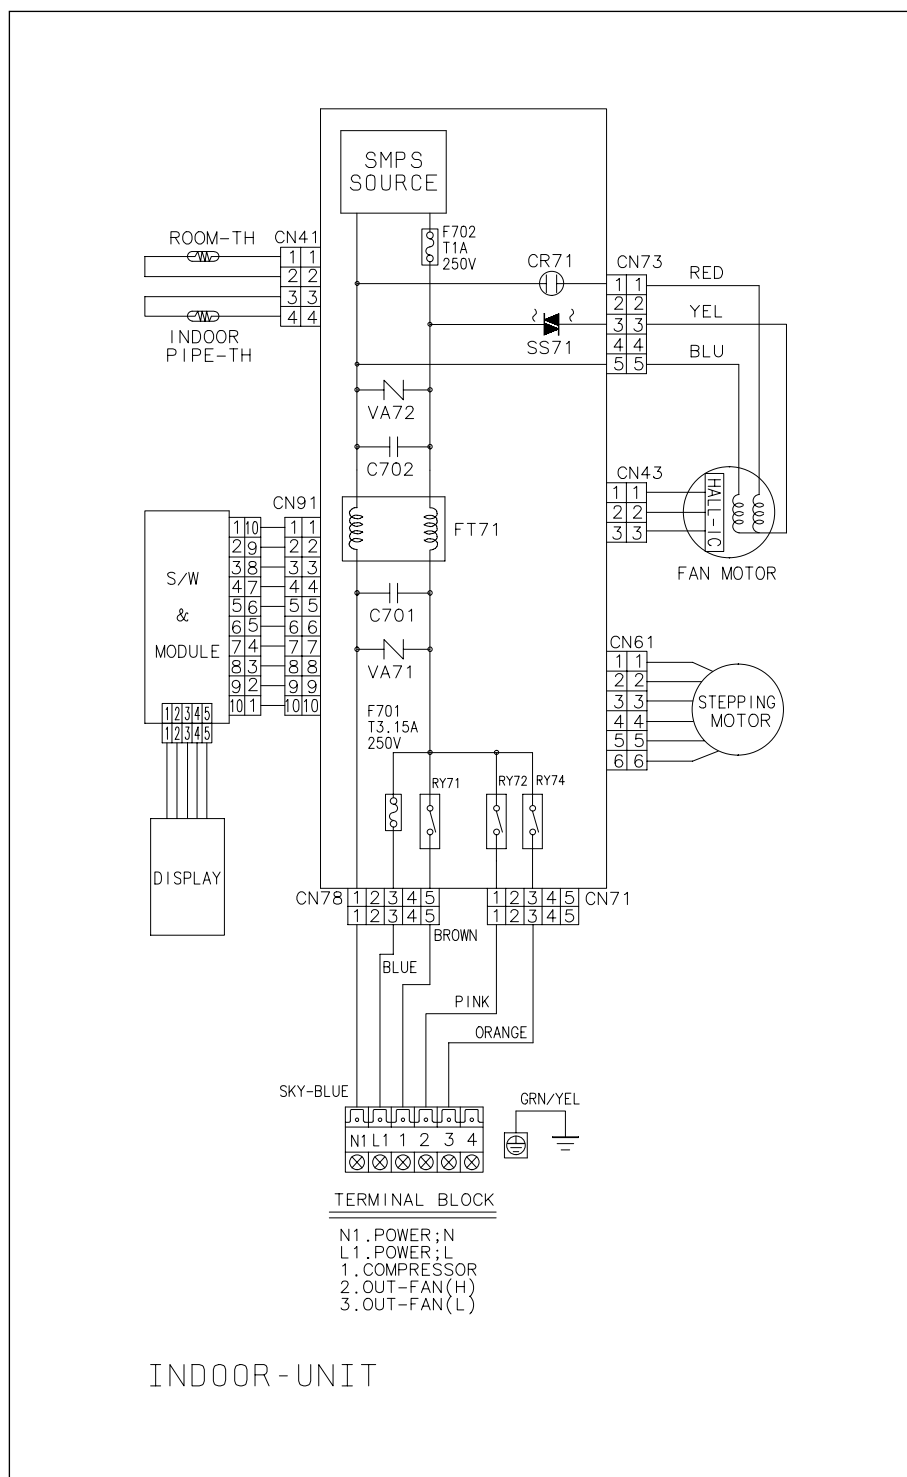 SMPS
SOURCE
F702
T1A
250V
ROOM-TH
CN41
1 1
2 2
3 3
4 4
INDOOR
PIPE-TH
CR71
CN73
1 1
2 2
3 3
4 4
5 5
RED
YEL
BLU
SS71
VA72
C702
CN43
1 1
2 2
3 3
HALL-IC
FAN MOTOR
CN91
1 10 1 1
2 9 2 2
3 8 3 3
4 7 4 4
5 6 5 5
6 5 6 6
7 4 7 7
8 3 8 8
9 2 9 9
10 1 10 10
S/W
&
MODULE
FT71
C701
VA71
CN61
1 1
2 2
3 3
4 4
5 5
6 6
STEPPING
MOTOR
1 2 3 4 5
1 2 3 4 5
DISPLAY
F701
T3.15A
250V
RY71
RY72
RY74
CN78 1 2 3 4 5
1 2 3 4 5
1 2 3 4 5 CN71
1 2 3 4 5
BROWN
BLUE
PINK
ORANGE
SKY-BLUE
GRN/YEL
N1 L1 1 2 3 4
TERMINAL BLOCK
N1.POWER;N
L1.POWER;L
1.COMPRESSOR
2.OUT-FAN(H)
3.OUT-FAN(L)
INDOOR-UNIT